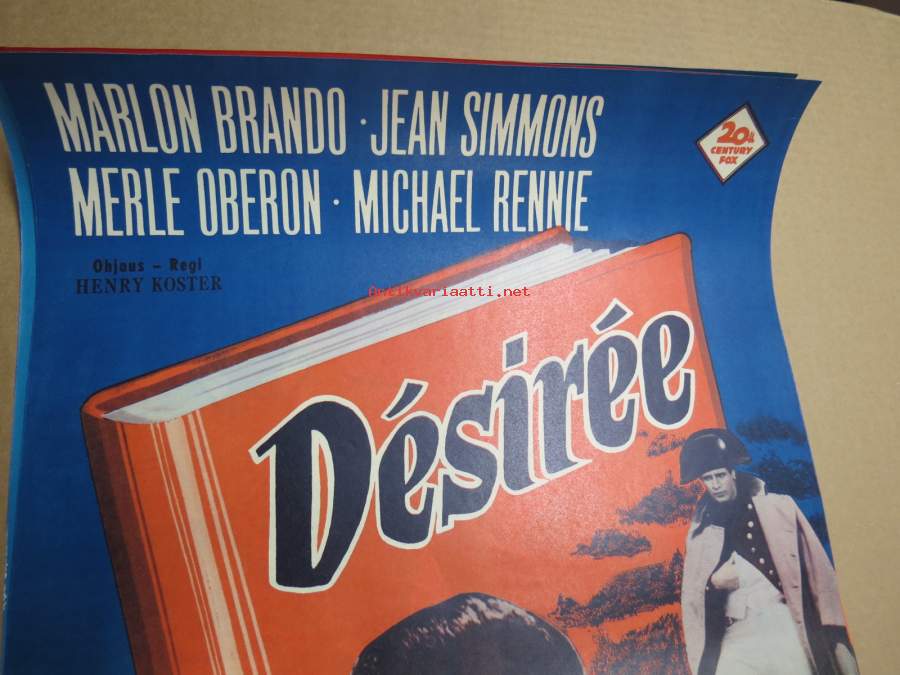 MARLON BRANDO · JEAN SIMMONS
MERLE OBERON · MICHAEL RENNIE
20th
CENTURY
FOX
Ohjaus – Regi
HENRY KOSTER
Antikvariaatti.net
Désirée